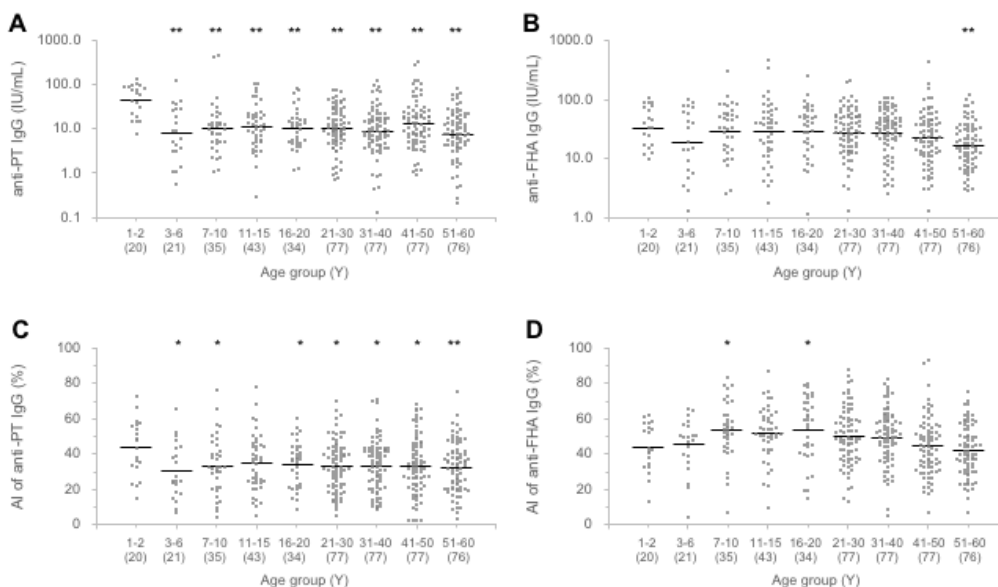 A
** ** ** ** ** ** ** **
anti-PT IgG (IU/mL)
1000.0
100.0
10.0
1.0
0.1
1-2 3-6 7-10 11-15 16-20 21-30 31-40 41-50 51-60
(20) (21) (35) (43) (34) (77) (77) (77) (76)
Age group (Y)
B
**
anti-FHA IgG (IU/mL)
1000.0
100.0
10.0
1.0
1-2 3-6 7-10 11-15 16-20 21-30 31-40 41-50 51-60
(20) (21) (35) (43) (34) (77) (77) (77) (76)
Age group (Y)
C
* * * * * * **
AI of anti-PT IgG (%)
100
80
60
40
20
0
1-2 3-6 7-10 11-15 16-20 21-30 31-40 41-50 51-60
(20) (21) (35) (43) (34) (77) (77) (77) (76)
Age group (Y)
D
* *
AI of anti-FHA IgG (%)
100
80
60
40
20
0
1-2 3-6 7-10 11-15 16-20 21-30 31-40 41-50 51-60
(20) (21) (35) (43) (34) (77) (77) (77) (76)
Age group (Y)